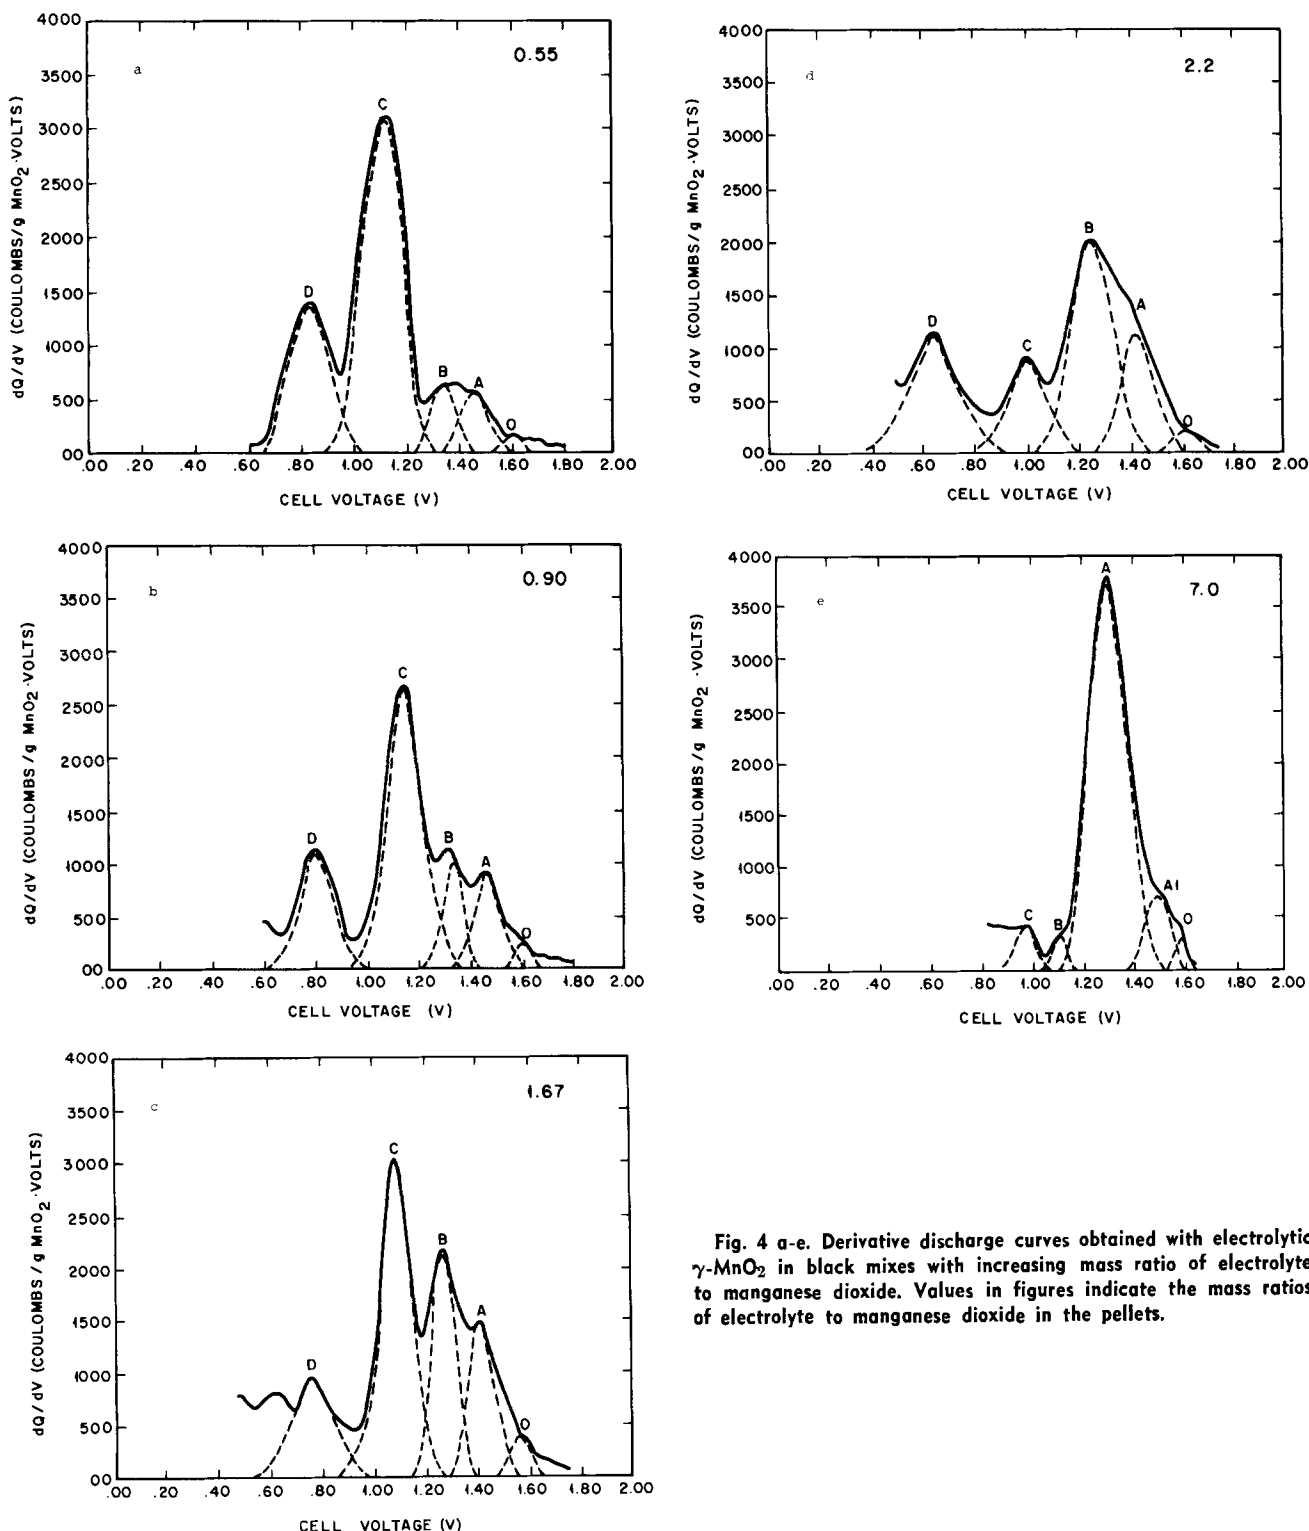 a
0.55
dQ/dV (COULOMBS/g MnO2·VOLTS)
4000
3500
3000
2500
2000
1500
1000
500
00
D
C
B
A
O
.00 .20 .40 .60 .80 1.00 1.20 1.40 1.60 1.80 2.00
CELL VOLTAGE (V)
b
0.90
dQ/dV (COULOMBS/g MnO2·VOLTS)
4000
3500
3000
2500
2000
1500
1000
500
00
D
C
B
A
O
.00 .20 .40 .60 .80 1.00 1.20 1.40 1.60 1.80 2.00
CELL VOLTAGE (V)
c
1.67
dQ/dV (COULOMBS/g MnO2·VOLTS)
4000
3500
3000
2500
2000
1500
1000
500
00
D
C
B
A
O
.00 .20 .40 .60 .80 1.00 1.20 1.40 1.60 1.80 2.00
CELL VOLTAGE (V)
d
2.2
dQ/dV (COULOMBS/g MnO2·VOLTS)
4000
3500
3000
2500
2000
1500
1000
500
00
D
C
B
A
O
.00 .20 .40 .60 .80 1.00 1.20 1.40 1.60 1.80 2.00
CELL VOLTAGE (V)
e
7.0
dQ/dV (COULOMBS/g MnO2·VOLTS)
4000
3500
3000
2500
2000
1500
1000
500
C
B
A
A1
O
.00 .20 .40 .60 .80 1.00 1.20 1.40 1.60 1.80 2.00
CELL VOLTAGE (V)
Fig. 4 a-e. Derivative discharge curves obtained with electrolytic
γ-MnO2 in black mixes with increasing mass ratio of electrolyte
to manganese dioxide. Values in figures indicate the mass ratios
of electrolyte to manganese dioxide in the pellets.